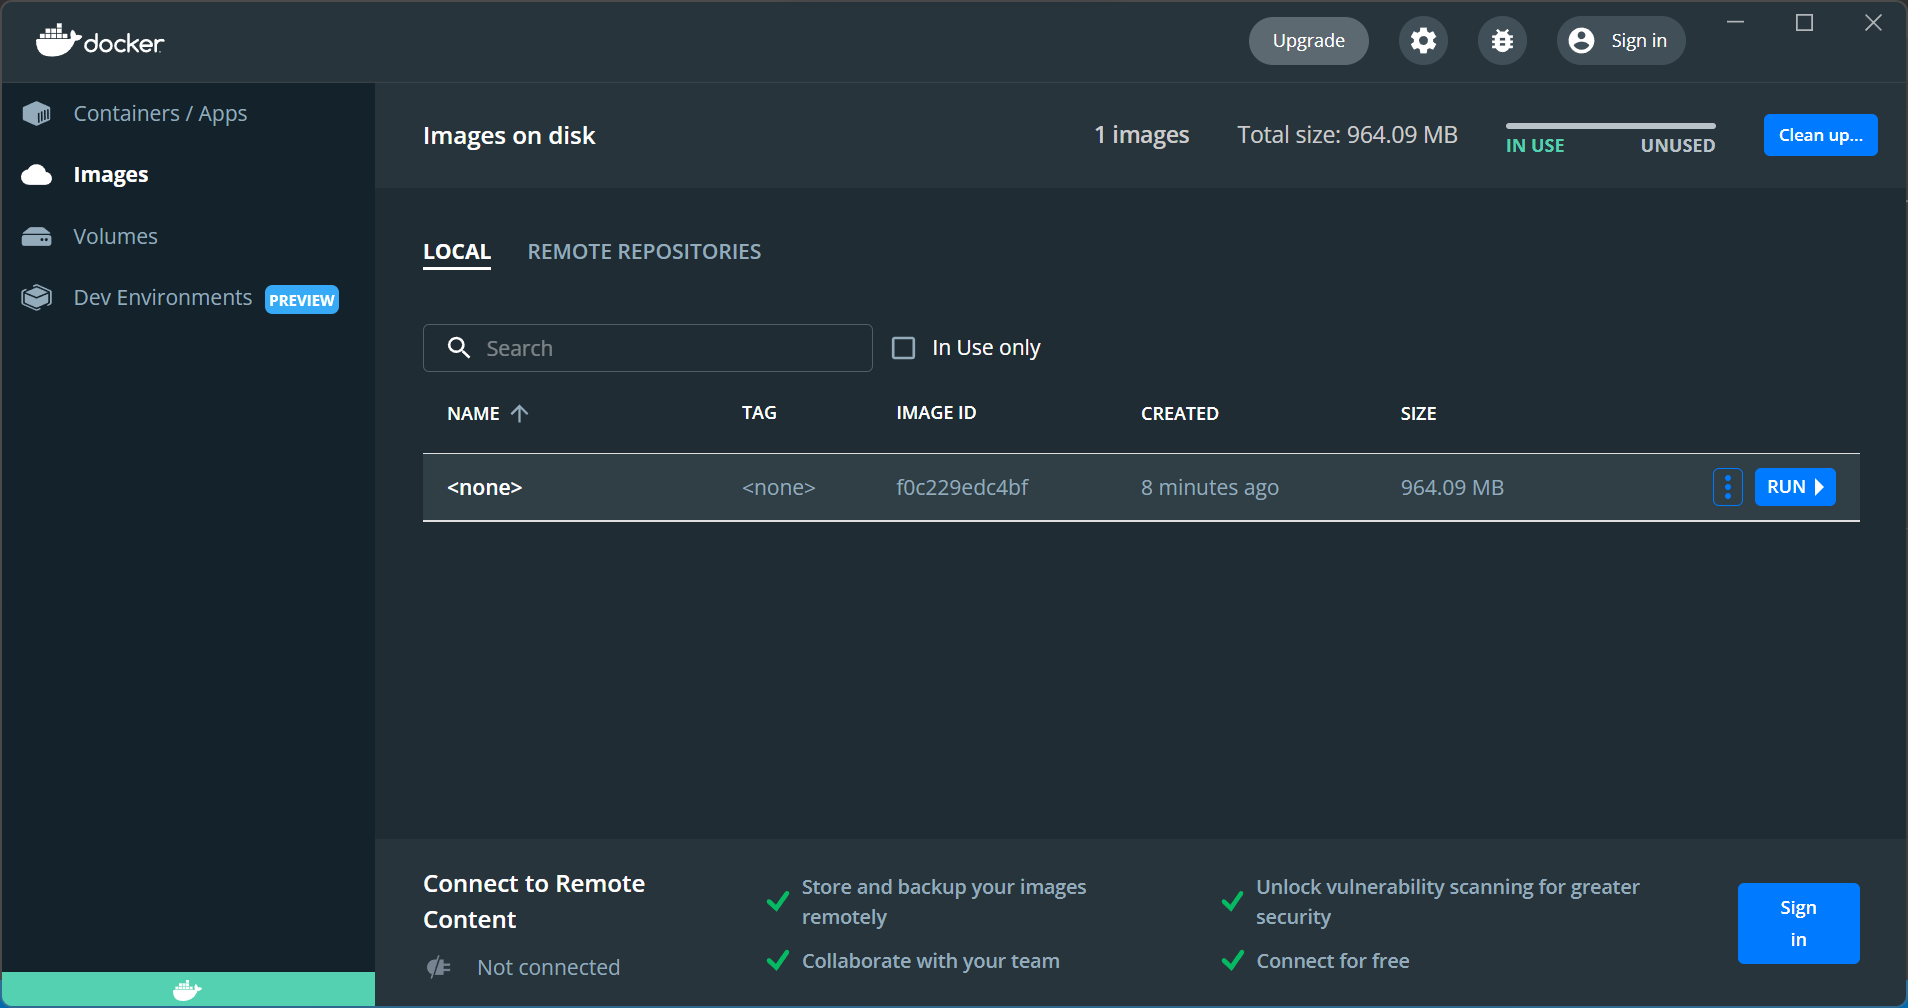 docker
Upgrade
Sign in
Containers / Apps
Images
Volumes
Dev Environments PREVIEW
Images on disk
1 images
Total size: 964.09 MB
IN USE
UNUSED
Clean up...
LOCAL
REMOTE REPOSITORIES
Search
In Use only
NAME TAG IMAGE ID CREATED SIZE
<none> <none> f0c229edc4bf 8 minutes ago 964.09 MB RUN
Connect to Remote
Content
Not connected
Store and backup your images
remotely
Collaborate with your team
Unlock vulnerability scanning for greater
security
Connect for free
Sign
in